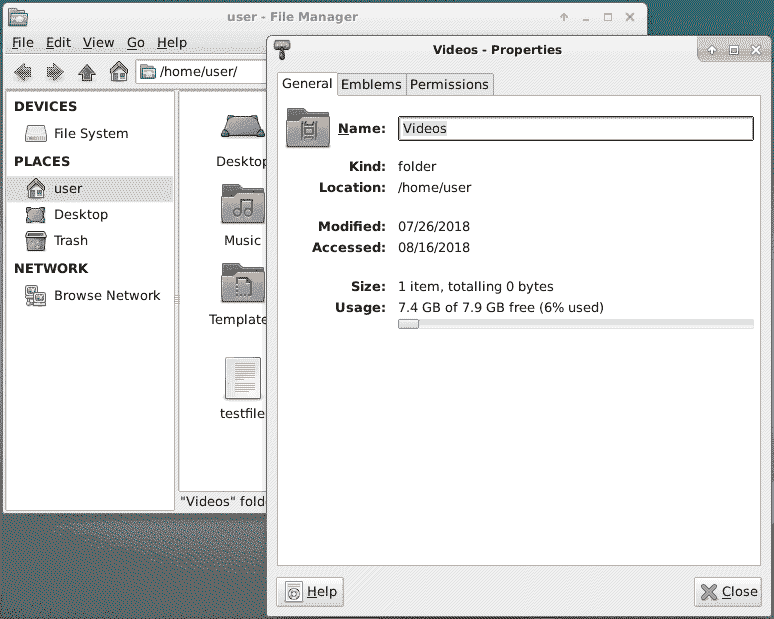 user - File Manager
File Edit View Go Help
/home/user/
DEVICES
File System
PLACES
user
Desktop
Trash
NETWORK
Browse Network
Desktop
Music
Template
testfile
"Videos" fold
Videos - Properties
General Emblems Permissions
Name: Videos
Kind: folder
Location: /home/user
Modified: 07/26/2018
Accessed: 08/16/2018
Size: 1 item, totalling 0 bytes
Usage: 7.4 GB of 7.9 GB free (6% used)
Help Close